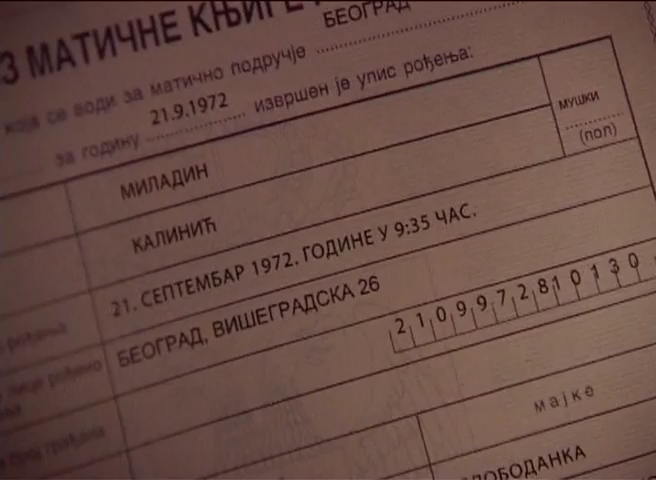 З МАТИЧНЕ КЊИГЕ
БЕОГРАД
која се води за матично подручје
за годину 21.9.1972 извршен је упис рођења:
МИЛАДИН
МУШКИ
(пол)
КАЛИНИЋ
21. СЕПТЕМБАР 1972. ГОДИНЕ У 9:35 ЧАС.
БЕОГРАД, ВИШЕГРАДСКА 26
2109972810130
мајке
ЛОБОДАНКА